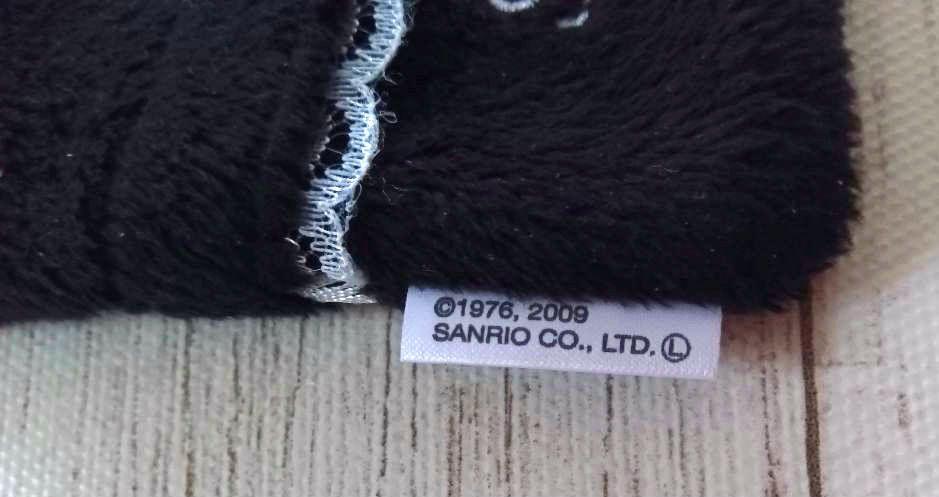 ©1976, 2009
SANRIO CO., LTD. Ⓛ